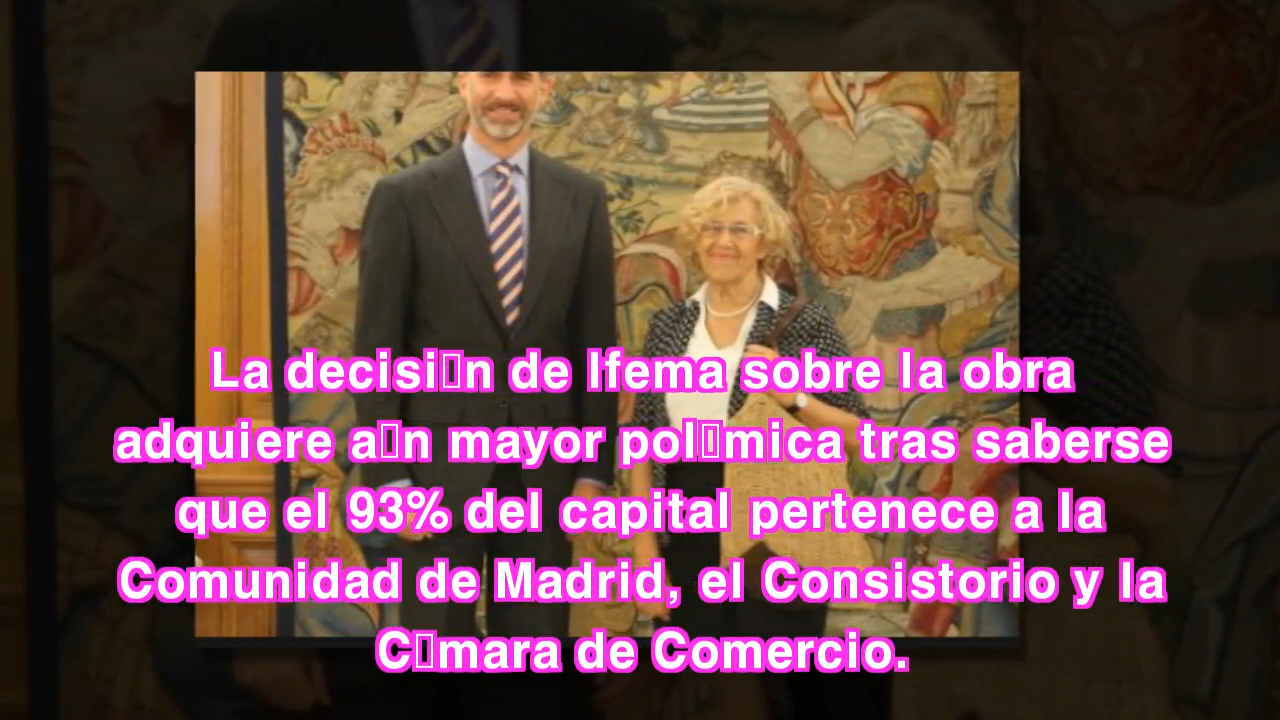 La decisi▯n de Ifema sobre la obra
adquiere a▯n mayor pol▯mica tras saberse
que el 93% del capital pertenece a la
Comunidad de Madrid, el Consistorio y la
C▯mara de Comercio.